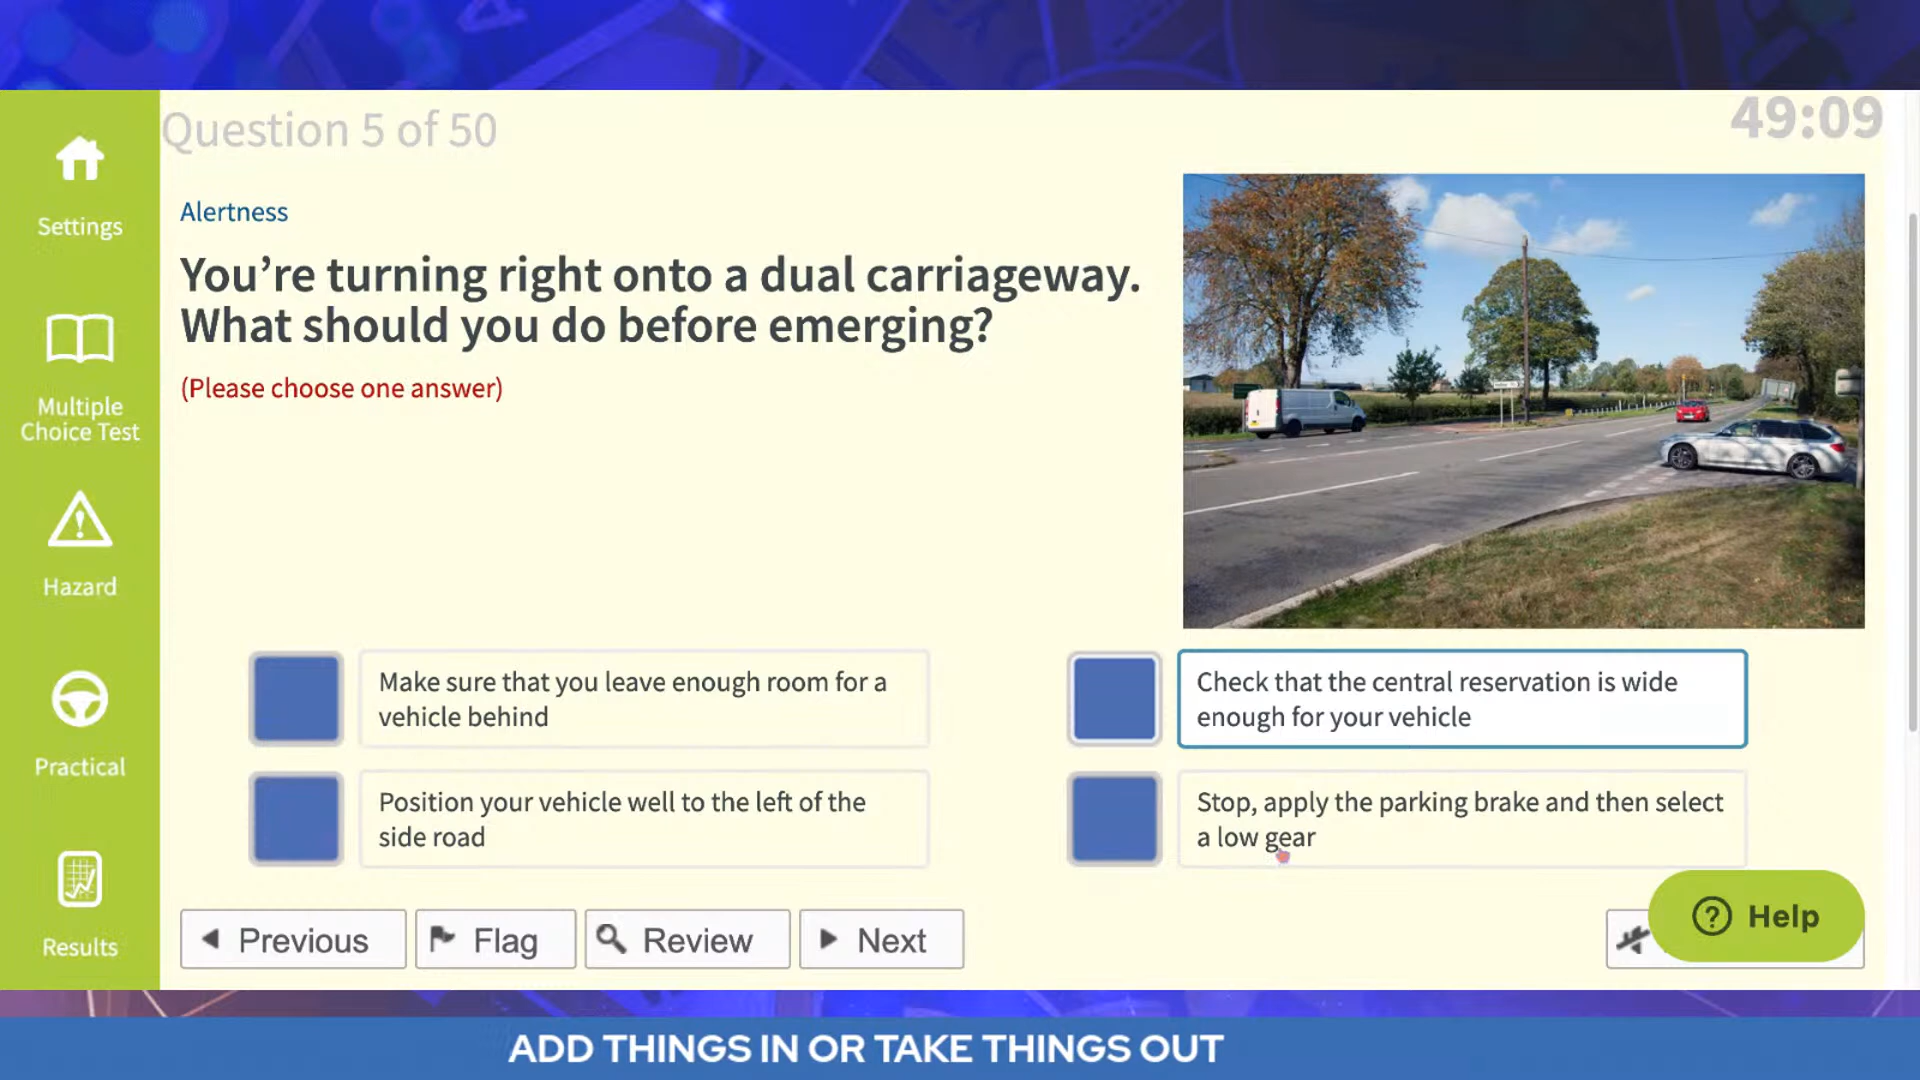 Question 5 of 50
49:09
Settings
Multiple
Choice Test
Hazard
Practical
Results
Alertness
You’re turning right onto a dual carriageway.
What should you do before emerging?
(Please choose one answer)
Make sure that you leave enough room for a
vehicle behind
Check that the central reservation is wide
enough for your vehicle
Position your vehicle well to the left of the
side road
Stop, apply the parking brake and then select
a low gear
Previous
Flag
Review
Next
Help
ADD THINGS IN OR TAKE THINGS OUT